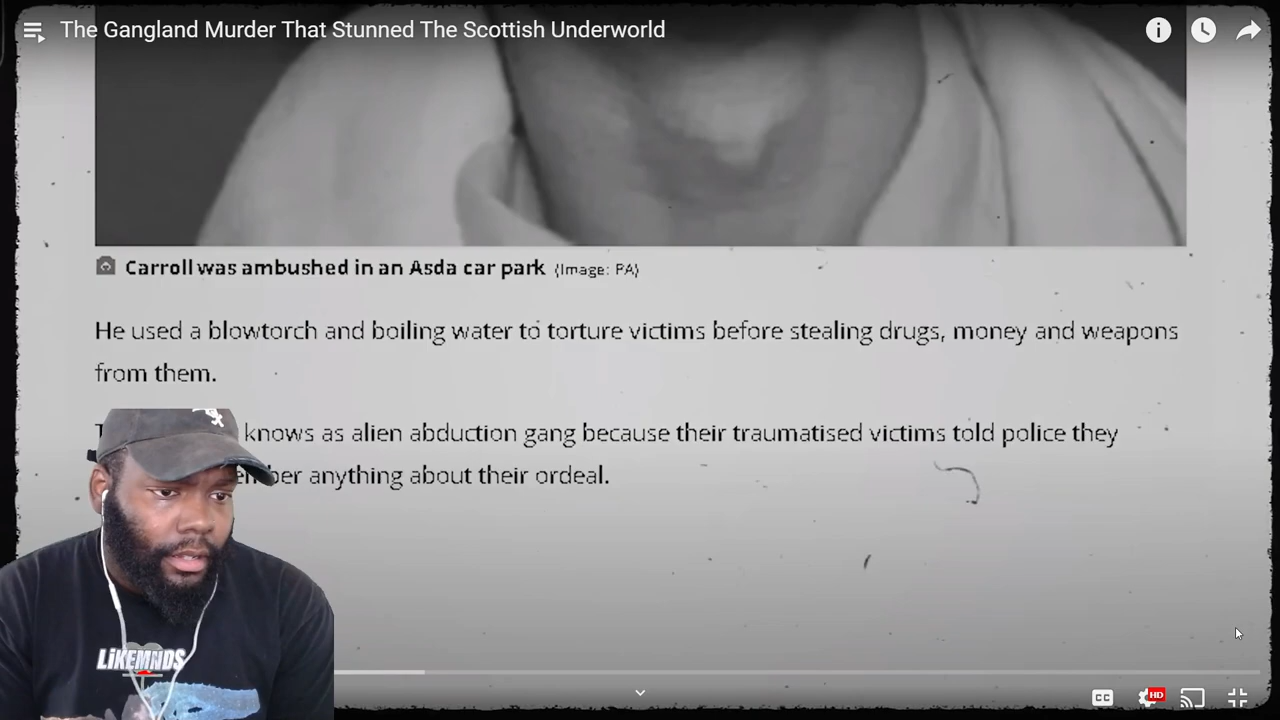 The Gangland Murder That Stunned The Scottish Underworld
Carroll was ambushed in an Asda car park (Image: PA)
He used a blowtorch and boiling water to torture victims before stealing drugs, money and weapons
from them.
knows as alien abduction gang because their traumatised victims told police they
anything about their ordeal.
LiKEMNDS
CC
HD